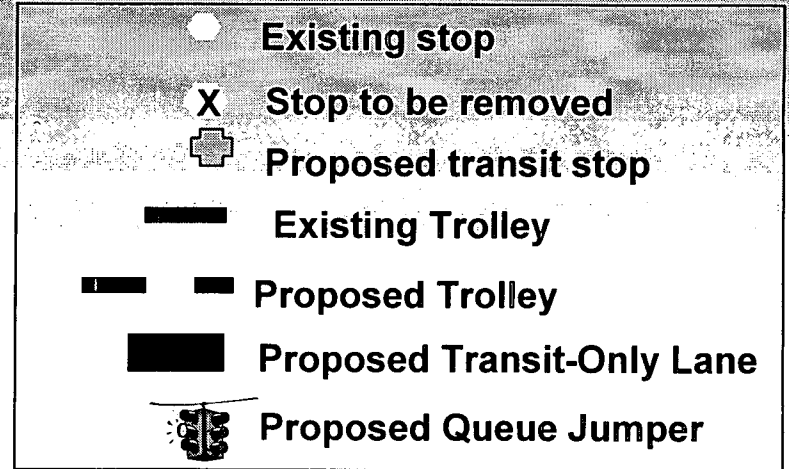 Existing stop
X Stop to be removed
Proposed transit stop
Existing Trolley
Proposed Trolley
Proposed Transit-Only Lane
Proposed Queue Jumper